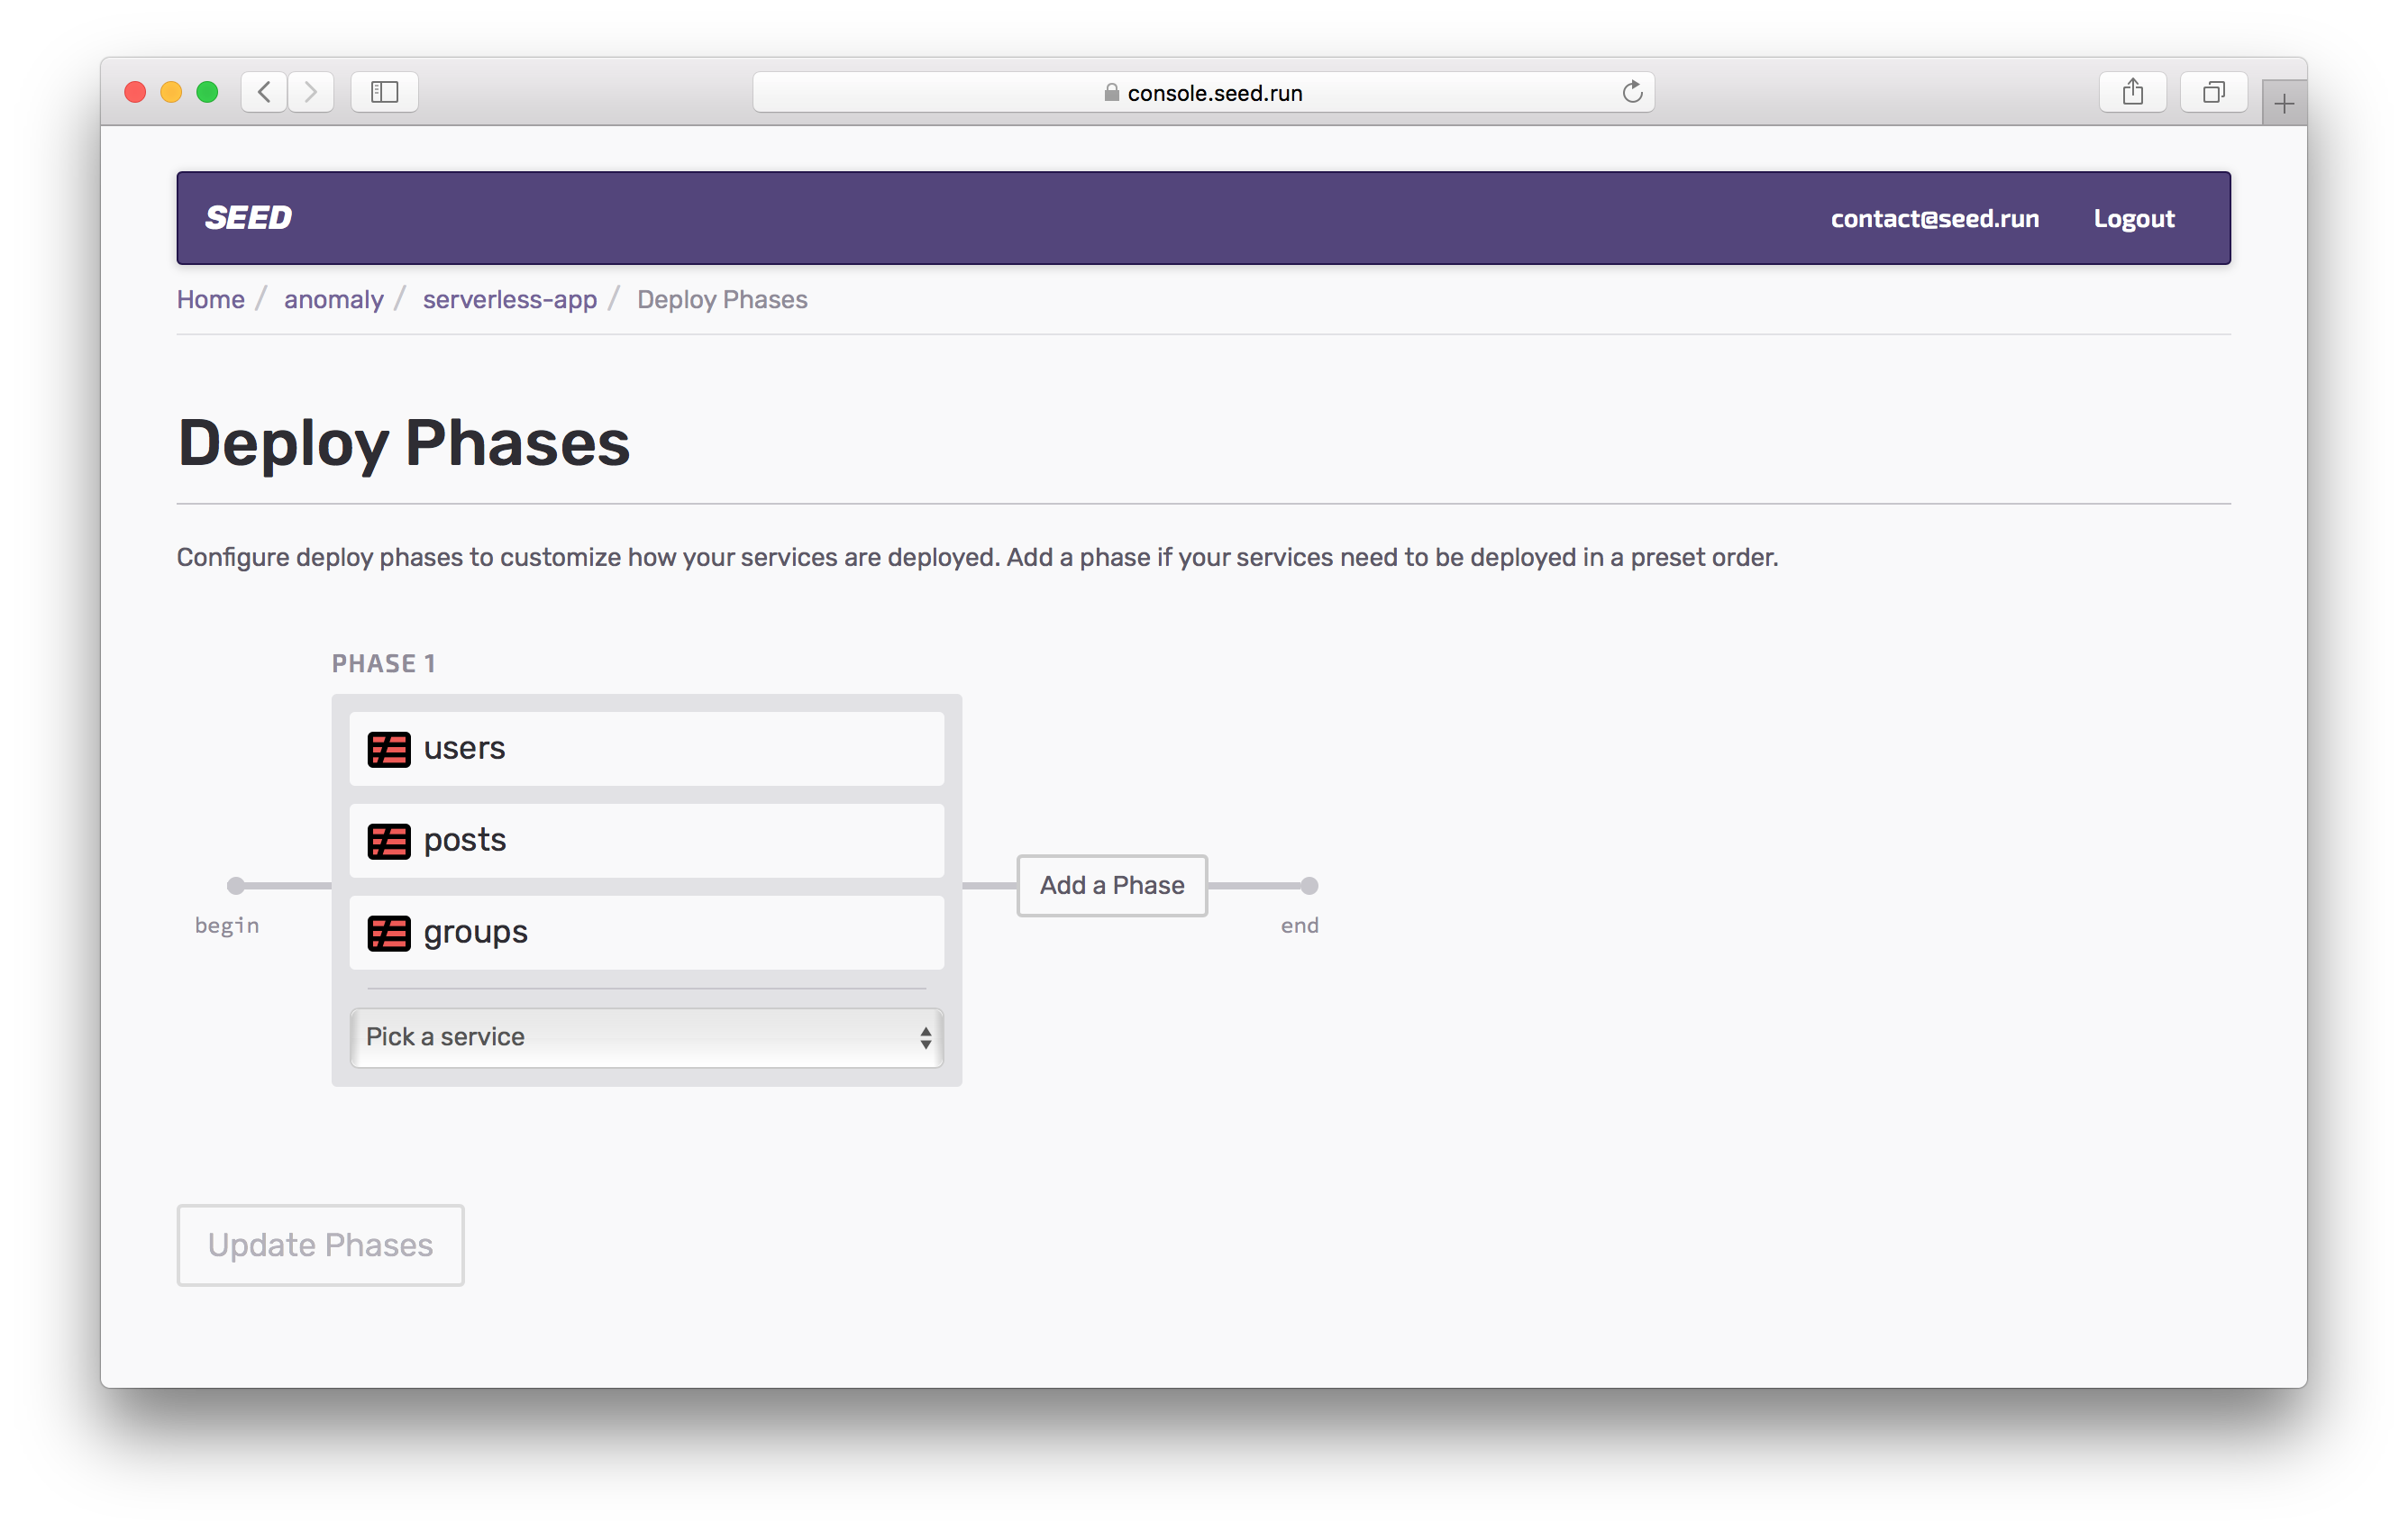 console.seed.run
SEED
contact@seed.run Logout
Home / anomaly / serverless-app / Deploy Phases
Deploy Phases
Configure deploy phases to customize how your services are deployed. Add a phase if your services need to be deployed in a preset order.
PHASE 1
users
posts
groups
Pick a service
begin
Add a Phase
end
Update Phases